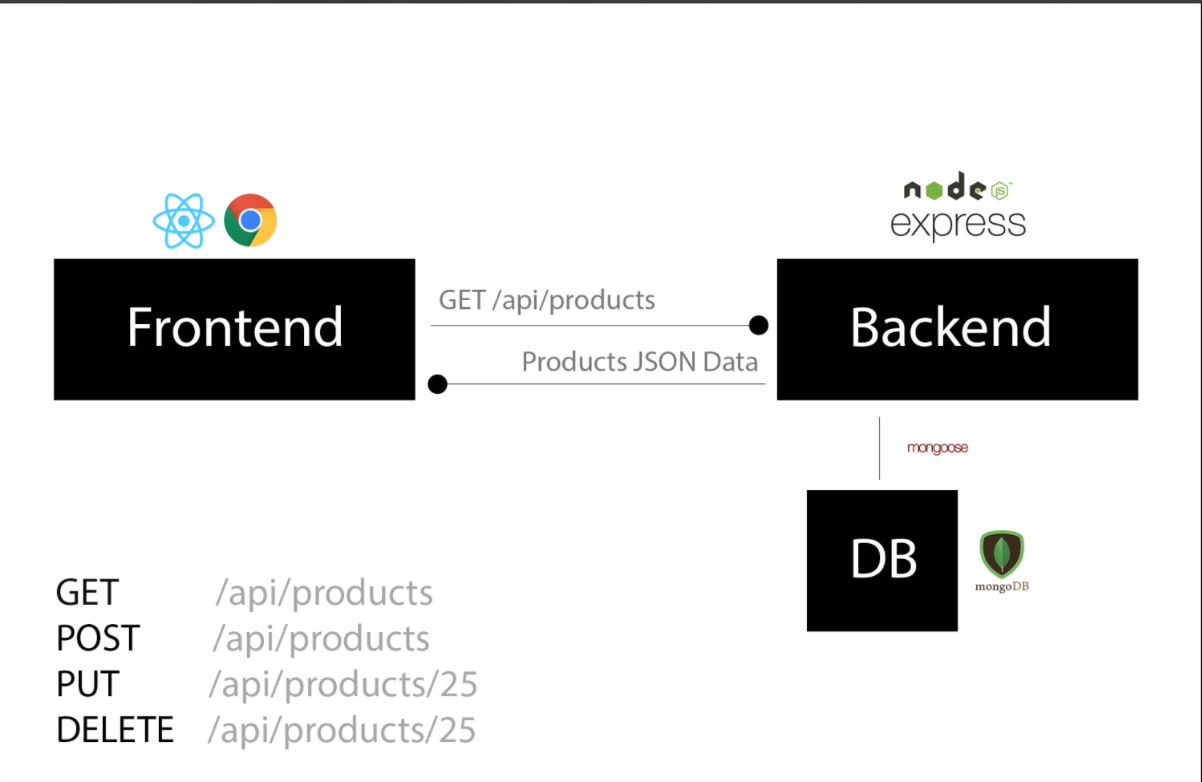 node js™
express
Frontend
GET /api/products
Products JSON Data
Backend
mongoose
DB
mongoDB
GET /api/products
POST /api/products
PUT /api/products/25
DELETE /api/products/25